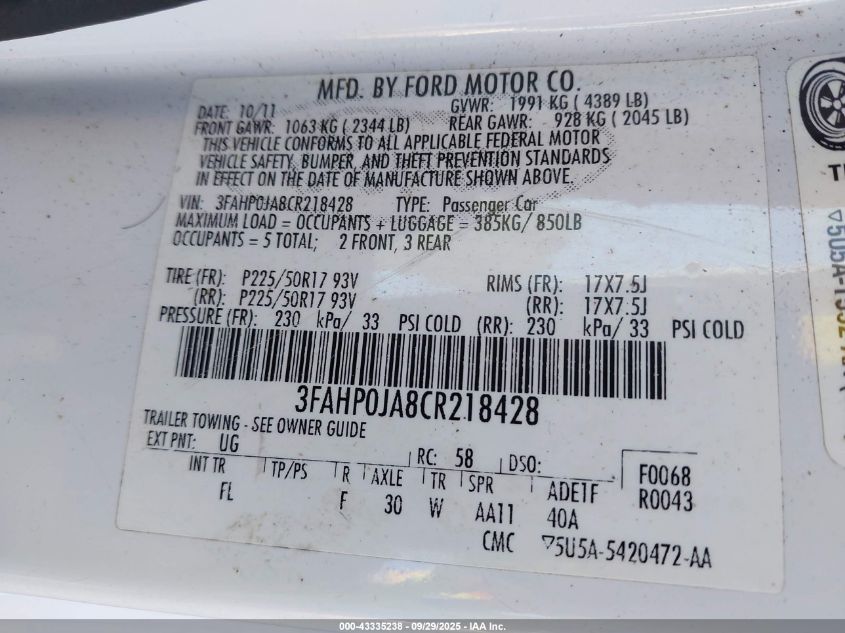 MFD. BY FORD MOTOR CO.
DATE: 10/11 GVWR: 1991 KG ( 4389 LB)
FRONT GAWR: 1063 KG ( 2344 LB) REAR GAWR: 928 KG ( 2045 LB)
THIS VEHICLE CONFORMS TO ALL APPLICABLE FEDERAL MOTOR
VEHICLE SAFETY, BUMPER, AND THEFT PREVENTION STANDARDS
IN EFFECT ON THE DATE OF MANUFACTURE SHOWN ABOVE.
VIN: 3FAHP0JA8CR218428 TYPE: Passenger Car
MAXIMUM LOAD = OCCUPANTS + LUGGAGE = 385KG/ 850LB
OCCUPANTS = 5 TOTAL; 2 FRONT, 3 REAR
TIRE (FR): P225/50R17 93V RIMS (FR): 17X7.5J
(RR): P225/50R17 93V (RR): 17X7.5J
PRESSURE (FR): 230 kPa/ 33 PSI COLD (RR): 230 kPa/ 33 PSI COLD
3FAHP0JA8CR218428
TRAILER TOWING - SEE OWNER GUIDE
EXT PNT: UG RC: 58 DSO: F0068
INT TR TP/PS R AXLE TR SPR ADE1F R0043
FL F 30 W AA11 40A
CMC ▽5U5A-5420472-AA
000-43335238 - 09/29/2025 - IAA Inc.